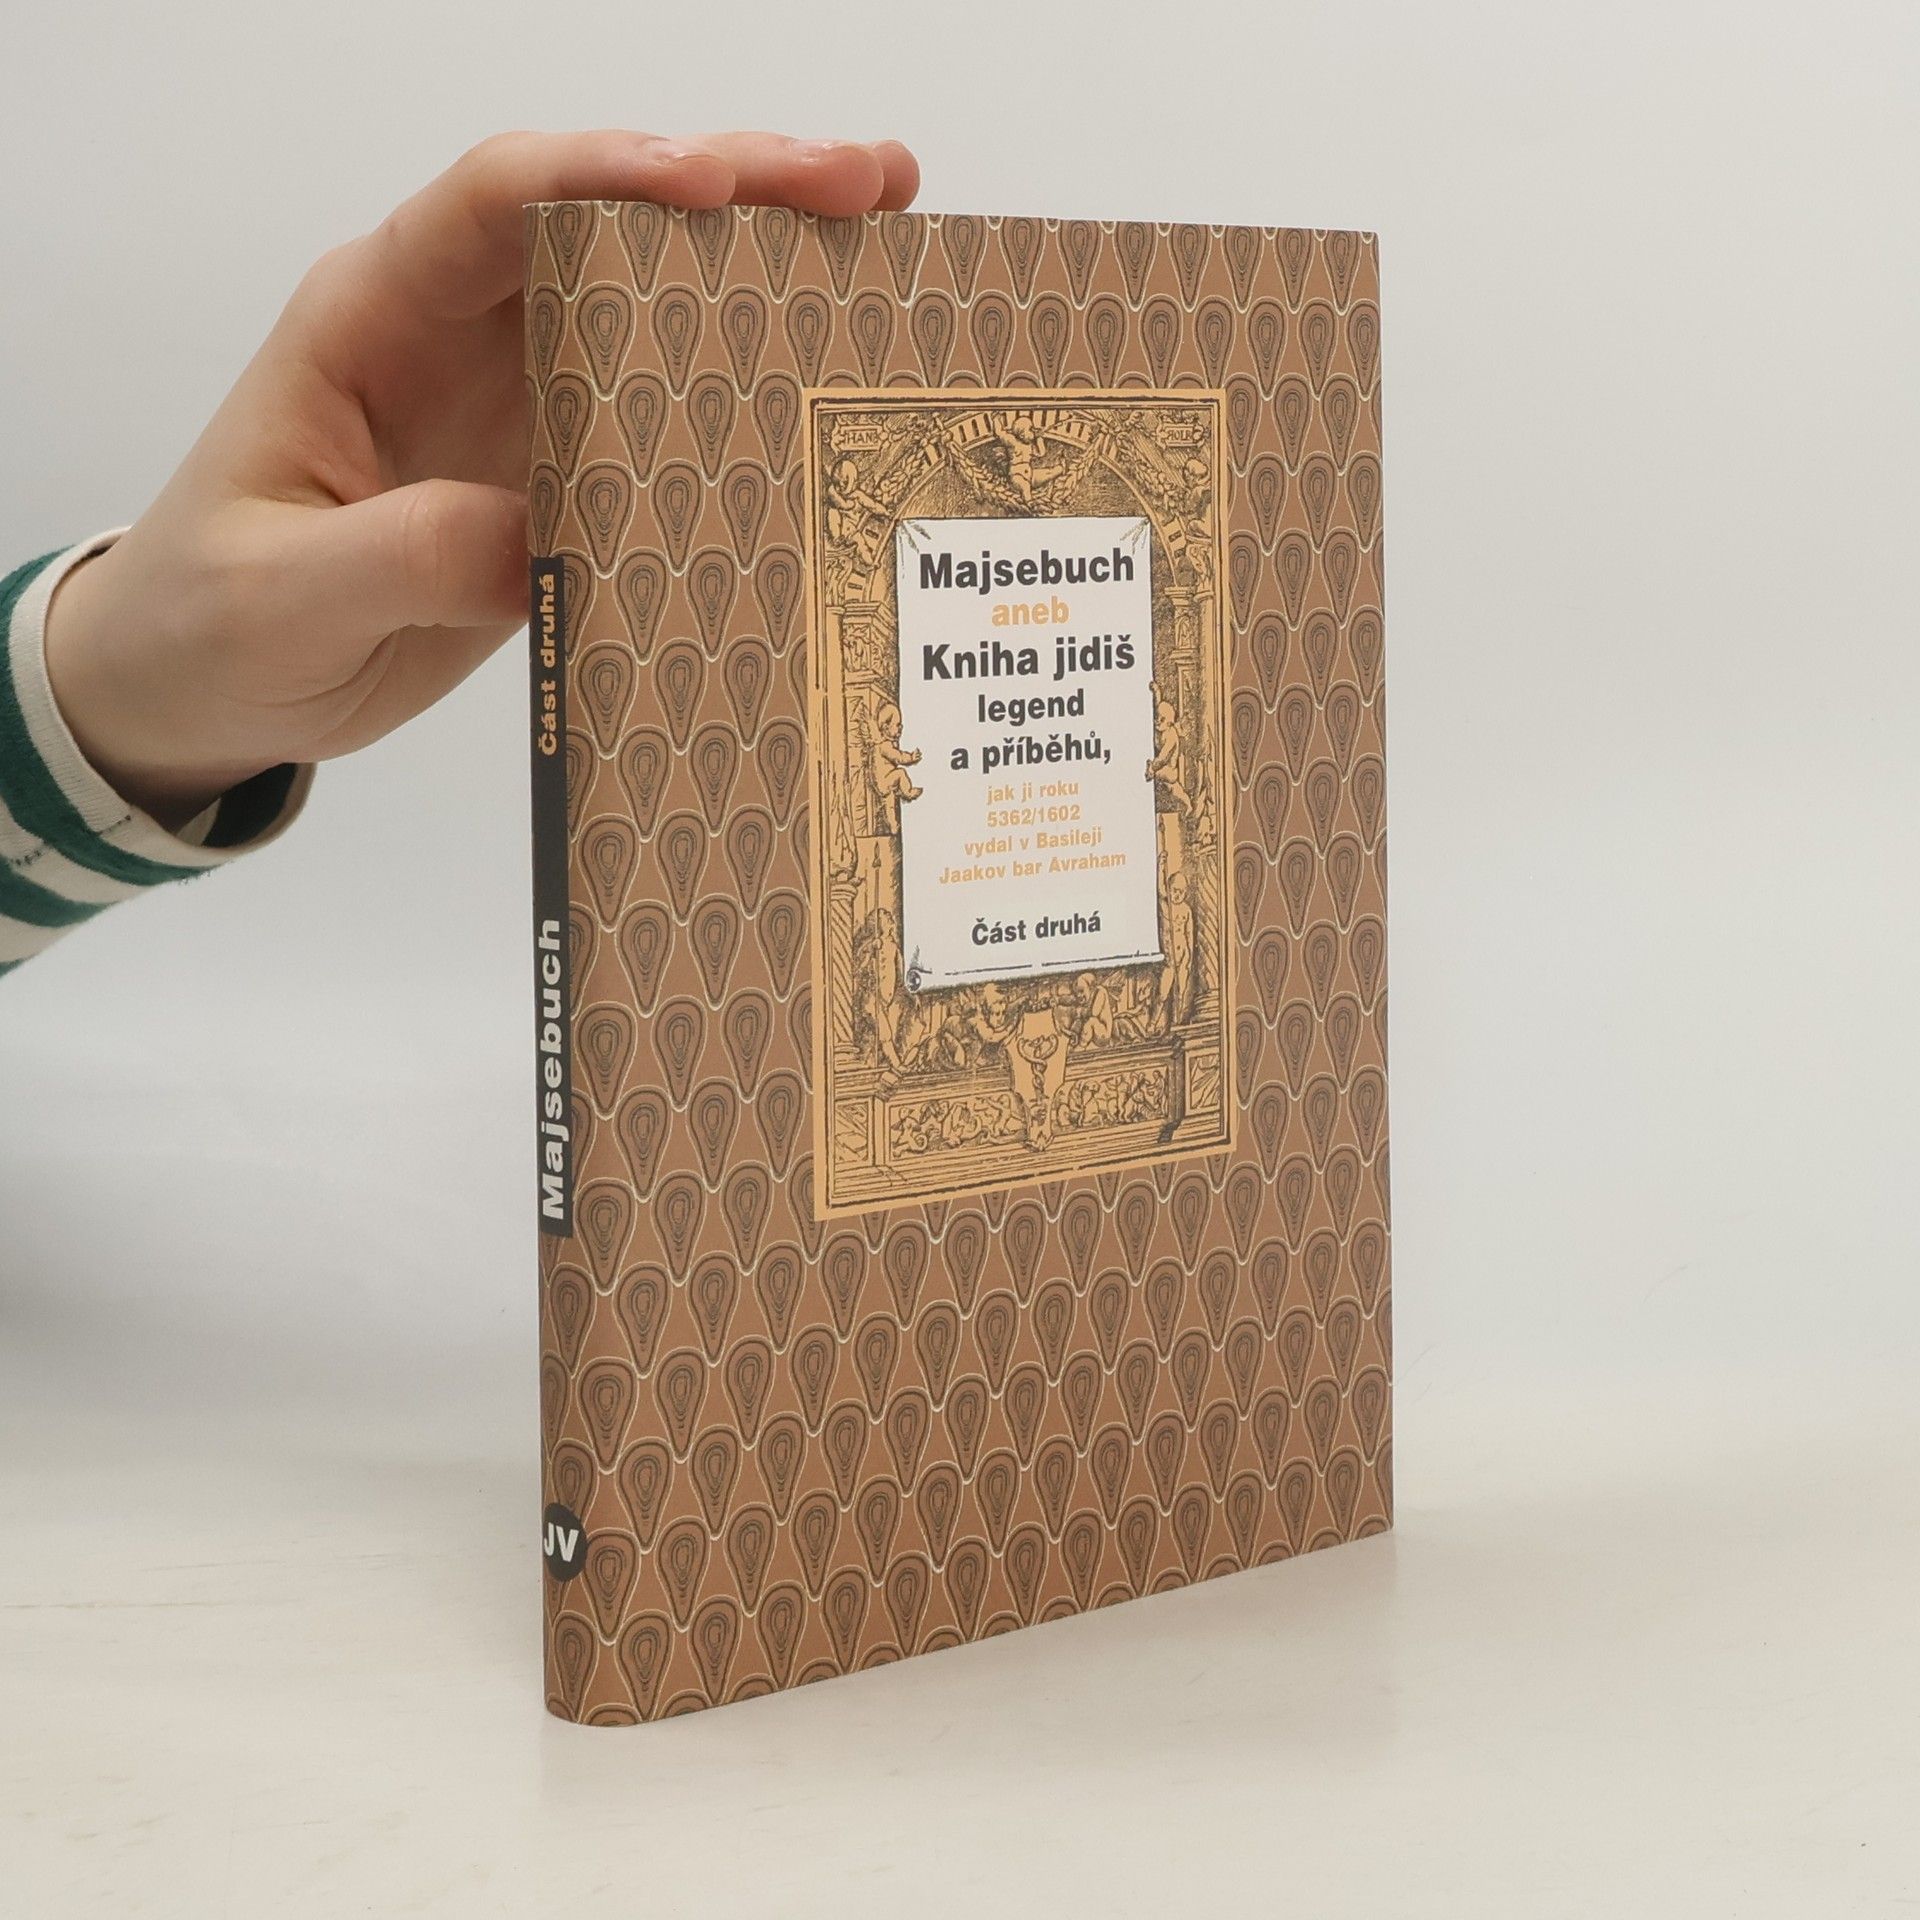 Majsebuch
aneb
Kniha jidiš
legend
a příběhů,
jak ji roku
5362/1602
vydal v Basileji
Jaakov bar Avraham
Část druhá
HANS
Majsebuch Část druhá
JV